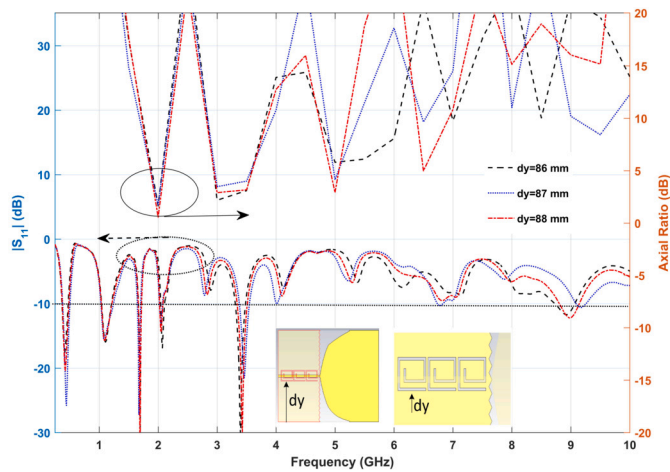 30
20
10
0
-10
-20
-30
|S11| (dB)
20
15
10
5
0
-5
-10
-15
-20
Axial Ratio (dB)
dy=86 mm
dy=87 mm
dy=88 mm
dy
dy
1 2 3 4 5 6 7 8 9 10
Frequency (GHz)